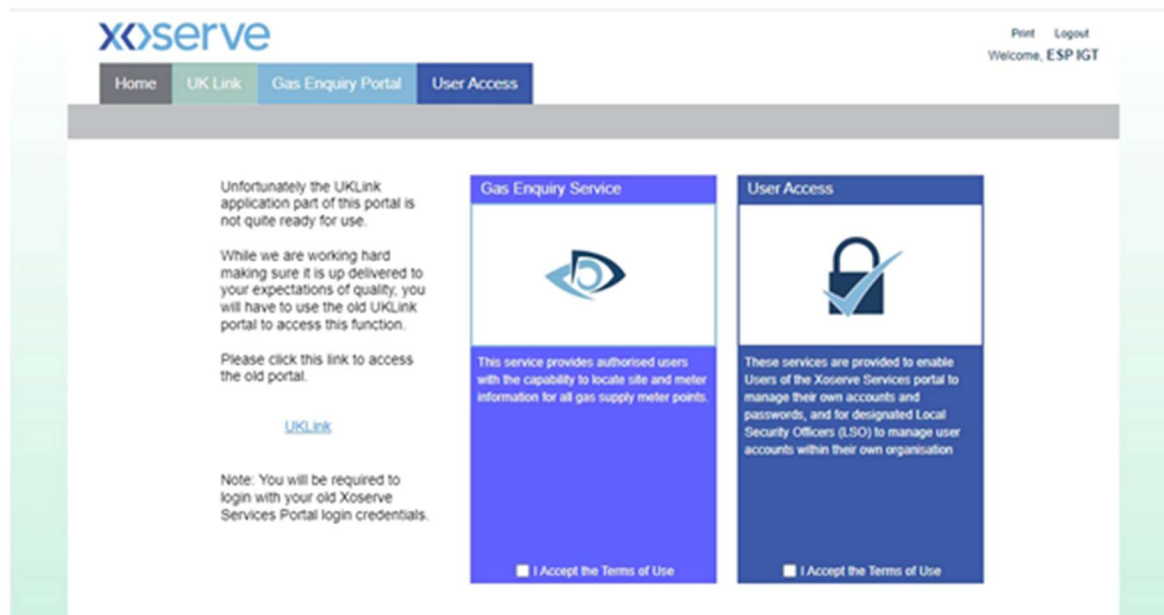 xoserve
Print Logout
Welcome, ESP IGT
Home UK Link Gas Enquiry Portal User Access
Unfortunately the UKLink
application part of this portal is
not quite ready for use.
While we are working hard
making sure it is up delivered to
your expectations of quality, you
will have to use the old UKLink
portal to access this function.
Please click this link to access
the old portal.
UKLink
Note: You will be required to
login with your old Xoserve
Services Portal login credentials.
Gas Enquiry Service
This service provides authorised users
with the capability to locate site and meter
information for all gas supply meter points.
I Accept the Terms of Use
User Access
These services are provided to enable
Users of the Xoserve Services portal to
manage their own accounts and
passwords, and for designated Local
Security Officers (LSO) to manage user
accounts within their own organisation
I Accept the Terms of Use